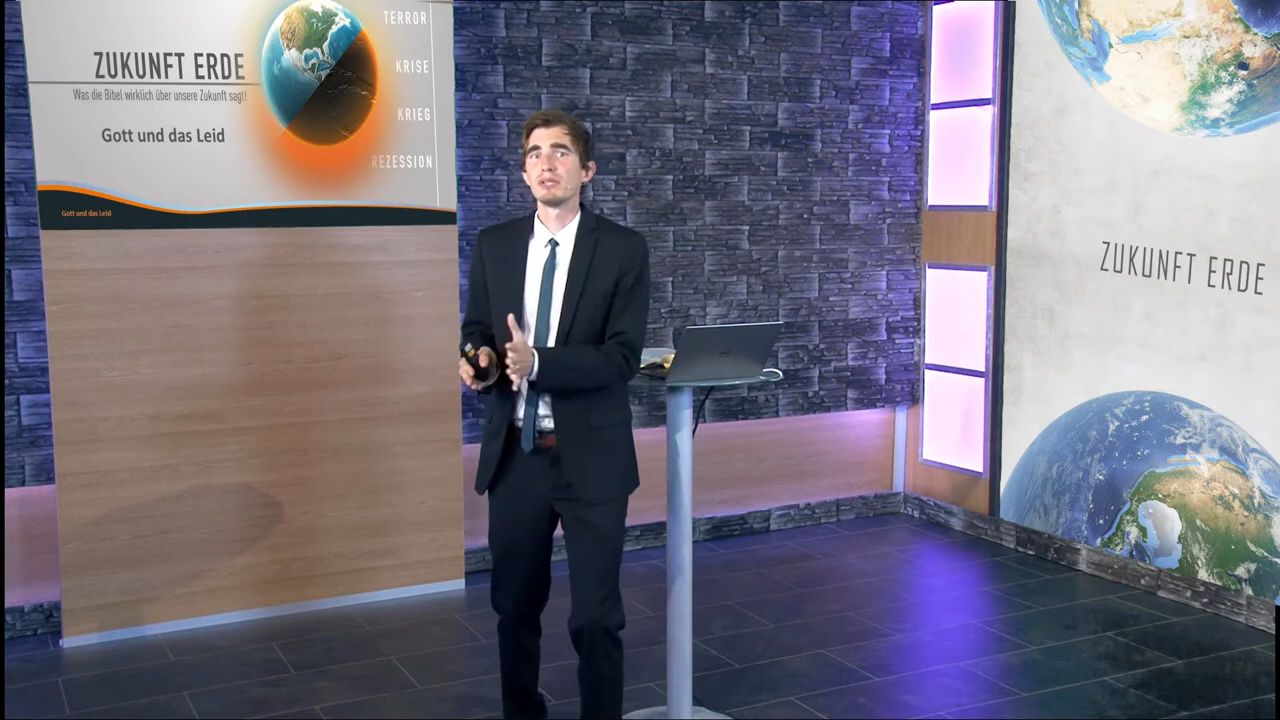 ZUKUNFT ERDE
Was die Bibel wirklich über unsere Zukunft sagt!
Gott und das Leid
TERROR
KRISE
KRIEG
REZESSION
Gott und das Leid
ZUKUNFT ERDE